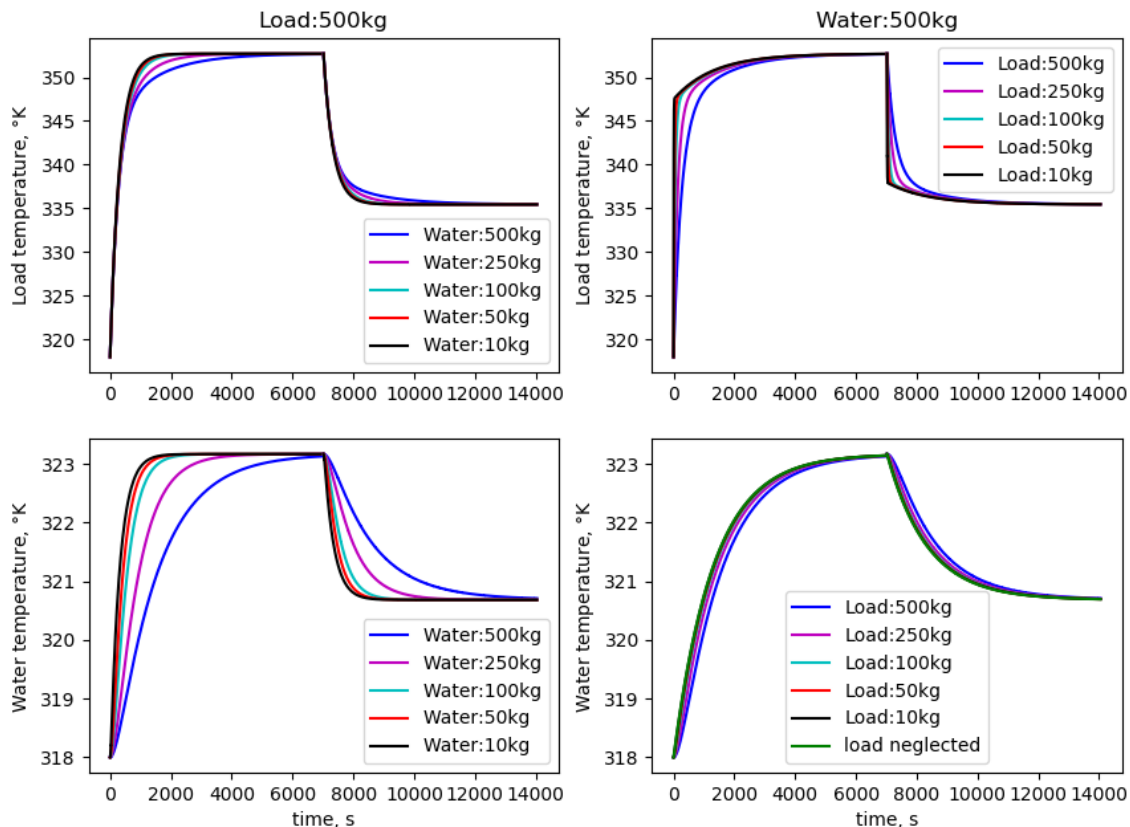 Load:500kg
Load temperature, °K
350
345
340
335
330
325
320
0 2000 4000 6000 8000 10000 12000 14000
Water:500kg
Water:250kg
Water:100kg
Water:50kg
Water:10kg
Water:500kg
Load temperature, °K
350
345
340
335
330
325
320
0 2000 4000 6000 8000 10000 12000 14000
Load:500kg
Load:250kg
Load:100kg
Load:50kg
Load:10kg
Water temperature, °K
323
322
321
320
319
318
0 2000 4000 6000 8000 10000 12000 14000
time, s
Water:500kg
Water:250kg
Water:100kg
Water:50kg
Water:10kg
Water temperature, °K
323
322
321
320
319
318
0 2000 4000 6000 8000 10000 12000 14000
time, s
Load:500kg
Load:250kg
Load:100kg
Load:50kg
Load:10kg
load neglected